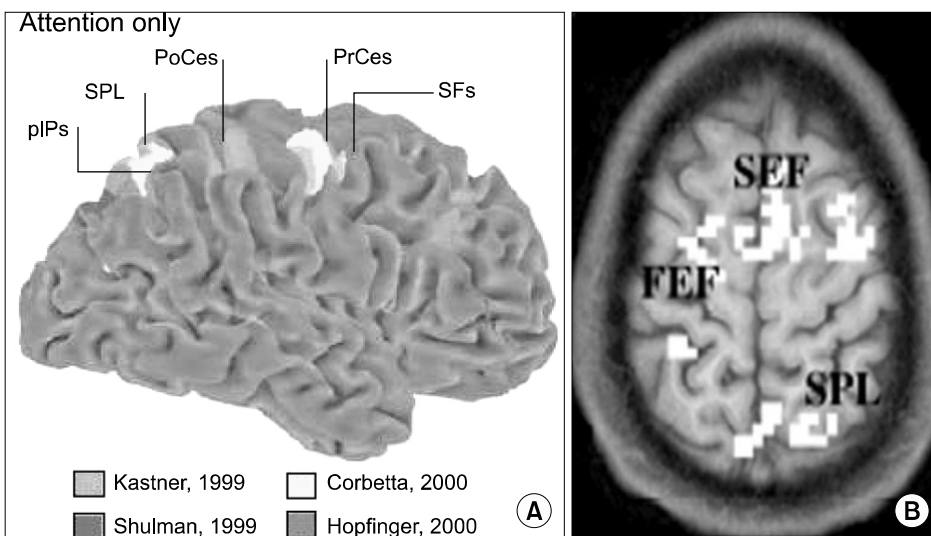 Attention only
PoCes
PrCes
SPL
SFs
pIPs
Kastner, 1999
Corbetta, 2000
Shulman, 1999
Hopfinger, 2000
A
SEF
FEF
SPL
B